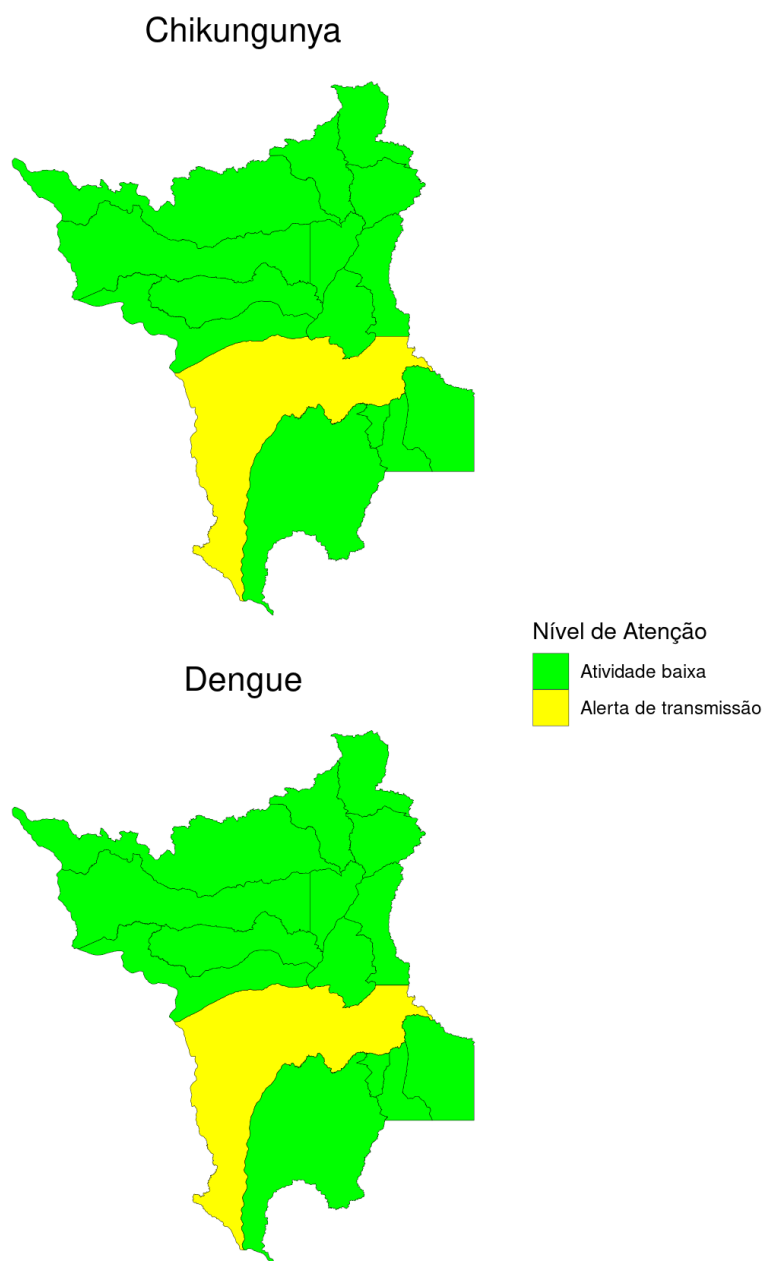 Chikungunya
Nível de Atenção
Atividade baixa
Alerta de transmissão
Dengue